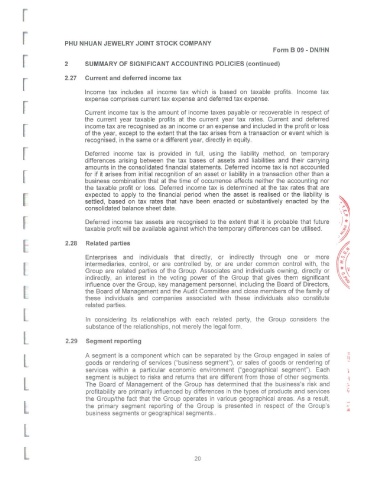 PHU NHUAN JEWELRY JOINT STOCK COMPANY
Form B 09 - DN/HN
2 SUMMARY OF SIGNIFICANT ACCOUNTING POLICIES (continued)
2.27 Current and deferred income tax
Income tax includes all income tax which is based on taxable profits. Income tax
expense comprises current tax expense and deferred tax expense.
Current income tax is the amount of income taxes payable or recoverable in respect of
the current year taxable profits at the current year tax rates. Current and deferred
income tax are recognised as an income or an expense and included in the profit or loss
of the year, except to the extent that the tax arises from a transaction or event which is
recognised, in the same or a different year, directly in equity.
Deferred income tax is provided in full, using the liability method, on temporary
differences arising between the tax bases of assets and liabilities and their carrying
amounts in the consolidated financial statements. Deferred income tax is not accounted
for if it arises from initial recognition of an asset or liability in a transaction other than a
business combination that at the time of occurrence affects neither the accounting nor
the taxable profit or loss. Deferred income tax is determined at the tax rates that are
expected to apply to the financial period when the asset is realised or the liability is
settled, based on tax rates that have been enacted or substantively enacted by the
consolidated balance sheet date.
Deferred income tax assets are recognised to the extent that it is probable that future
taxable profit will be available against which the temporary differences can be utilised.
2.28 Related parties
Enterprises and individuals that directly, or indirectly through one or more
intermediaries, control, or are controlled by, or are under common control with, the
Group are related parties of the Group. Associates and individuals owning, directly or
indirectly, an interest in the voting power of the Group that gives them significant
influence over the Group, key management personnel, including the Board of Directors,
the Board of Management and the Audit Committee and close members of the family of
these individuals and companies associated with these individuals also constitute
related parties.
In considering its relationships with each related party, the Group considers the
substance of the relationships, not merely the legal form.
2.29 Segment reporting
A segment is a component which can be separated by the Group engaged in sales of
goods or rendering of services ("business segment"), or sales of goods or rendering of
services within a particular economic environment ("geographical segment"). Each
segment is subject to risks and returns that are different from those of other segments.
The Board of Management of the Group has determined that the business's risk and
profitability are primarily influenced by differences in the types of products and services
the Group/the fact that the Group operates in various geographical areas. As a result,
the primary segment reporting of the Group is presented in respect of the Group's
business segments or geographical segments..
20